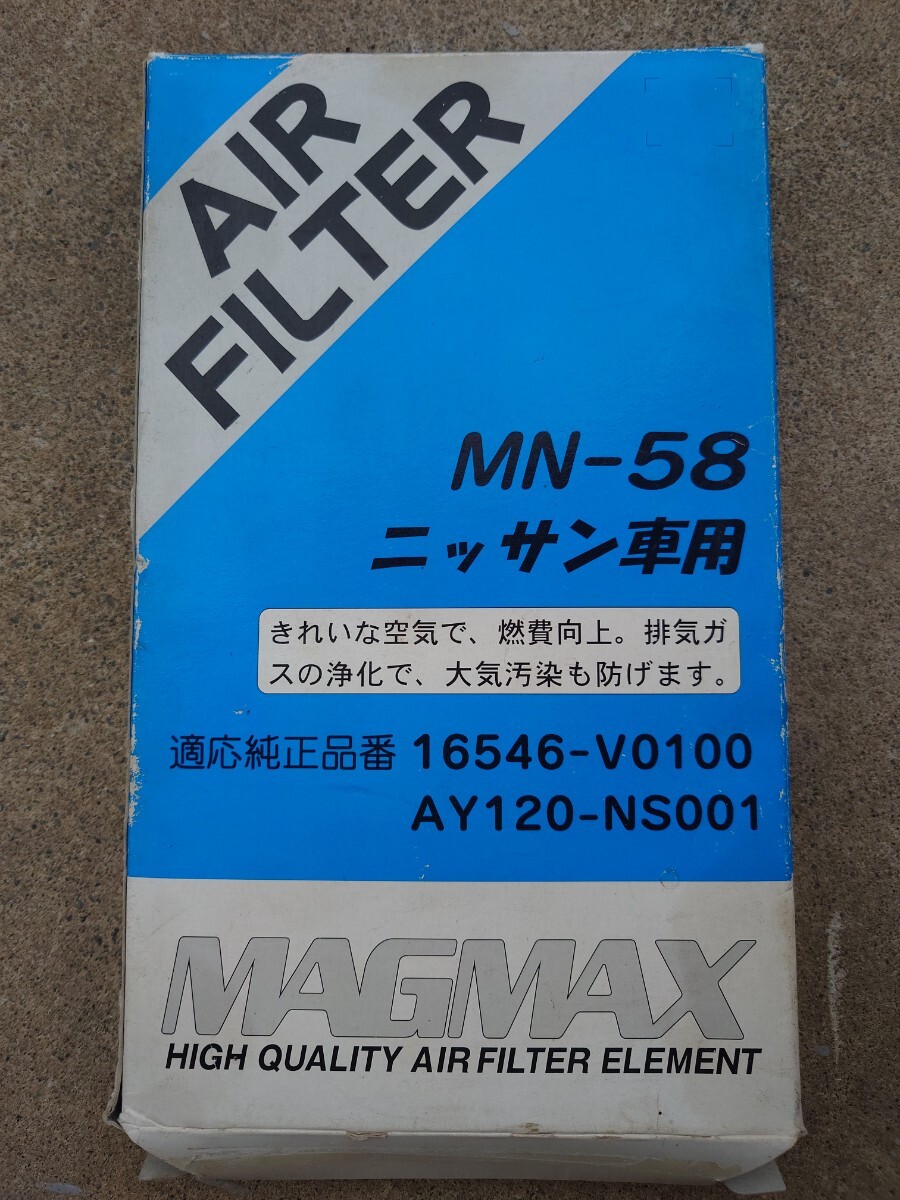 AIR
FILTER
MN-58
ニッサン車用
きれいな空気で、燃費向上。排気ガ
スの浄化で、大気汚染も防げます。
適応純正品番 16546-V0100
AY120-NS001
MAGMAX
HIGH QUALITY AIR FILTER ELEMENT